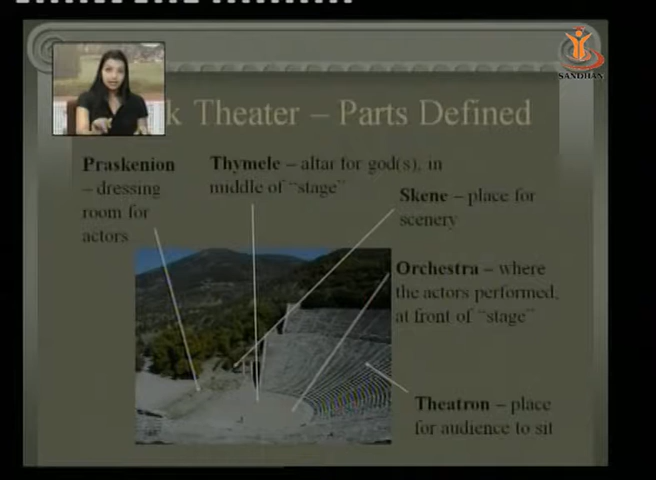 SANDHAN
k Theater – Parts Defined
Praskenion
– dressing
room for
actors
Thymele – altar for god(s), in
middle of "stage"
Skene – place for
scenery
Orchestra – where
the actors performed,
at front of "stage"
Theatron – place
for audience to sit